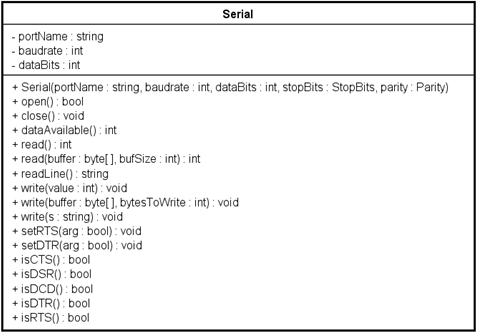 Serial
- portName : string
- baudrate : int
- dataBits : int
+ Serial(portName : string, baudrate : int, dataBits : int, stopBits : StopBits, parity : Parity)
+ open() : bool
+ close() : void
+ dataAvailable() : int
+ read() : int
+ read(buffer : byte[ ], bufSize : int) : int
+ readLine() : string
+ write(value : int) : void
+ write(buffer : byte[ ], bytesToWrite : int) : void
+ write(s : string) : void
+ setRTS(arg : bool) : void
+ setDTR(arg : bool) : void
+ isCTS() : bool
+ isDSR() : bool
+ isDCD() : bool
+ isDTR() : bool
+ isRTS() : bool